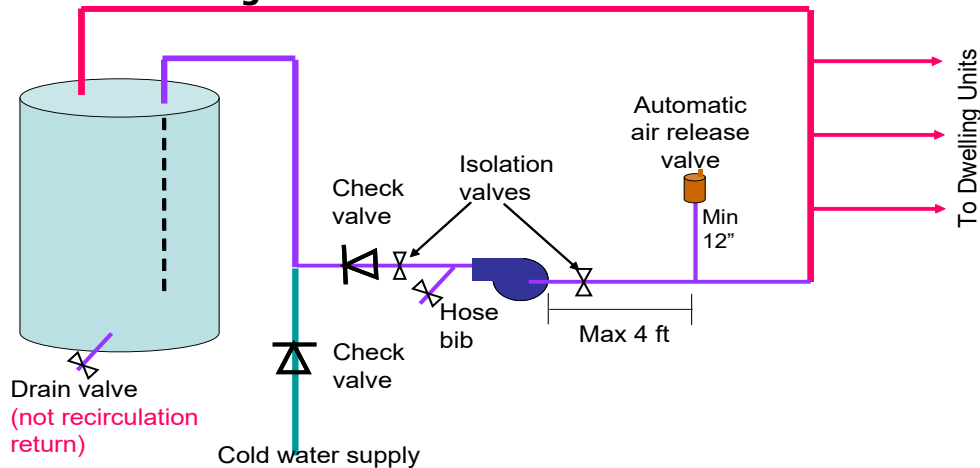 Automatic
air release
valve
To Dwelling Units
Isolation
valves
Check
valve
Min
12”
Hose
bib
Max 4 ft
Check
valve
Drain valve
(not recirculation
return)
Cold water supply